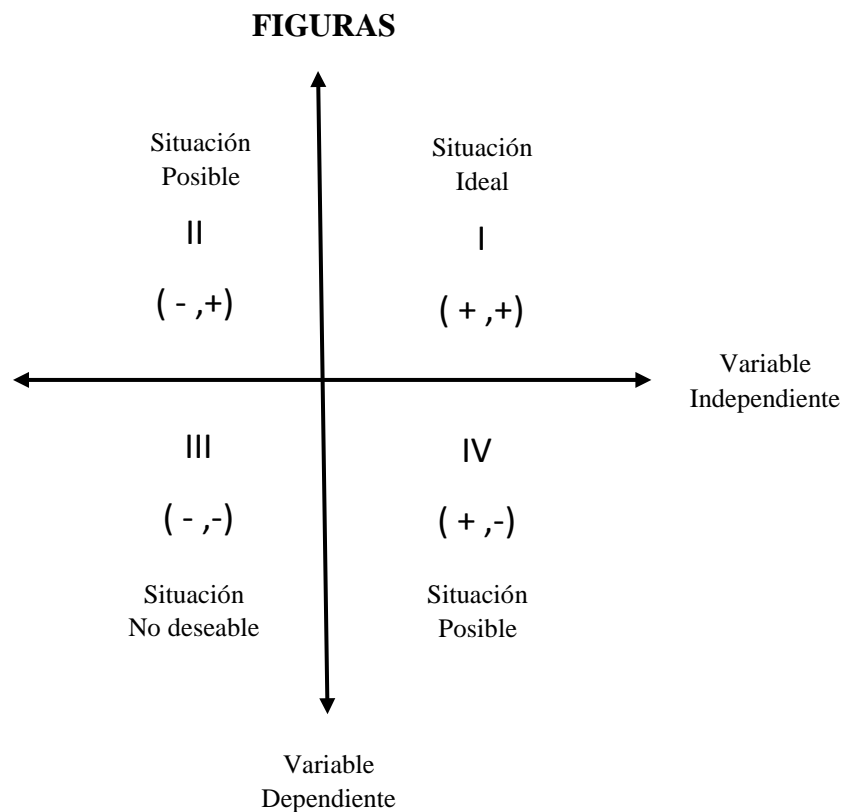 FIGURAS
Situación
Posible
II
( - ,+)
Situación
Ideal
I
( + ,+)
Variable
Independiente
III
( - ,-)
Situación
No deseable
IV
( + ,-)
Situación
Posible
Variable
Dependiente